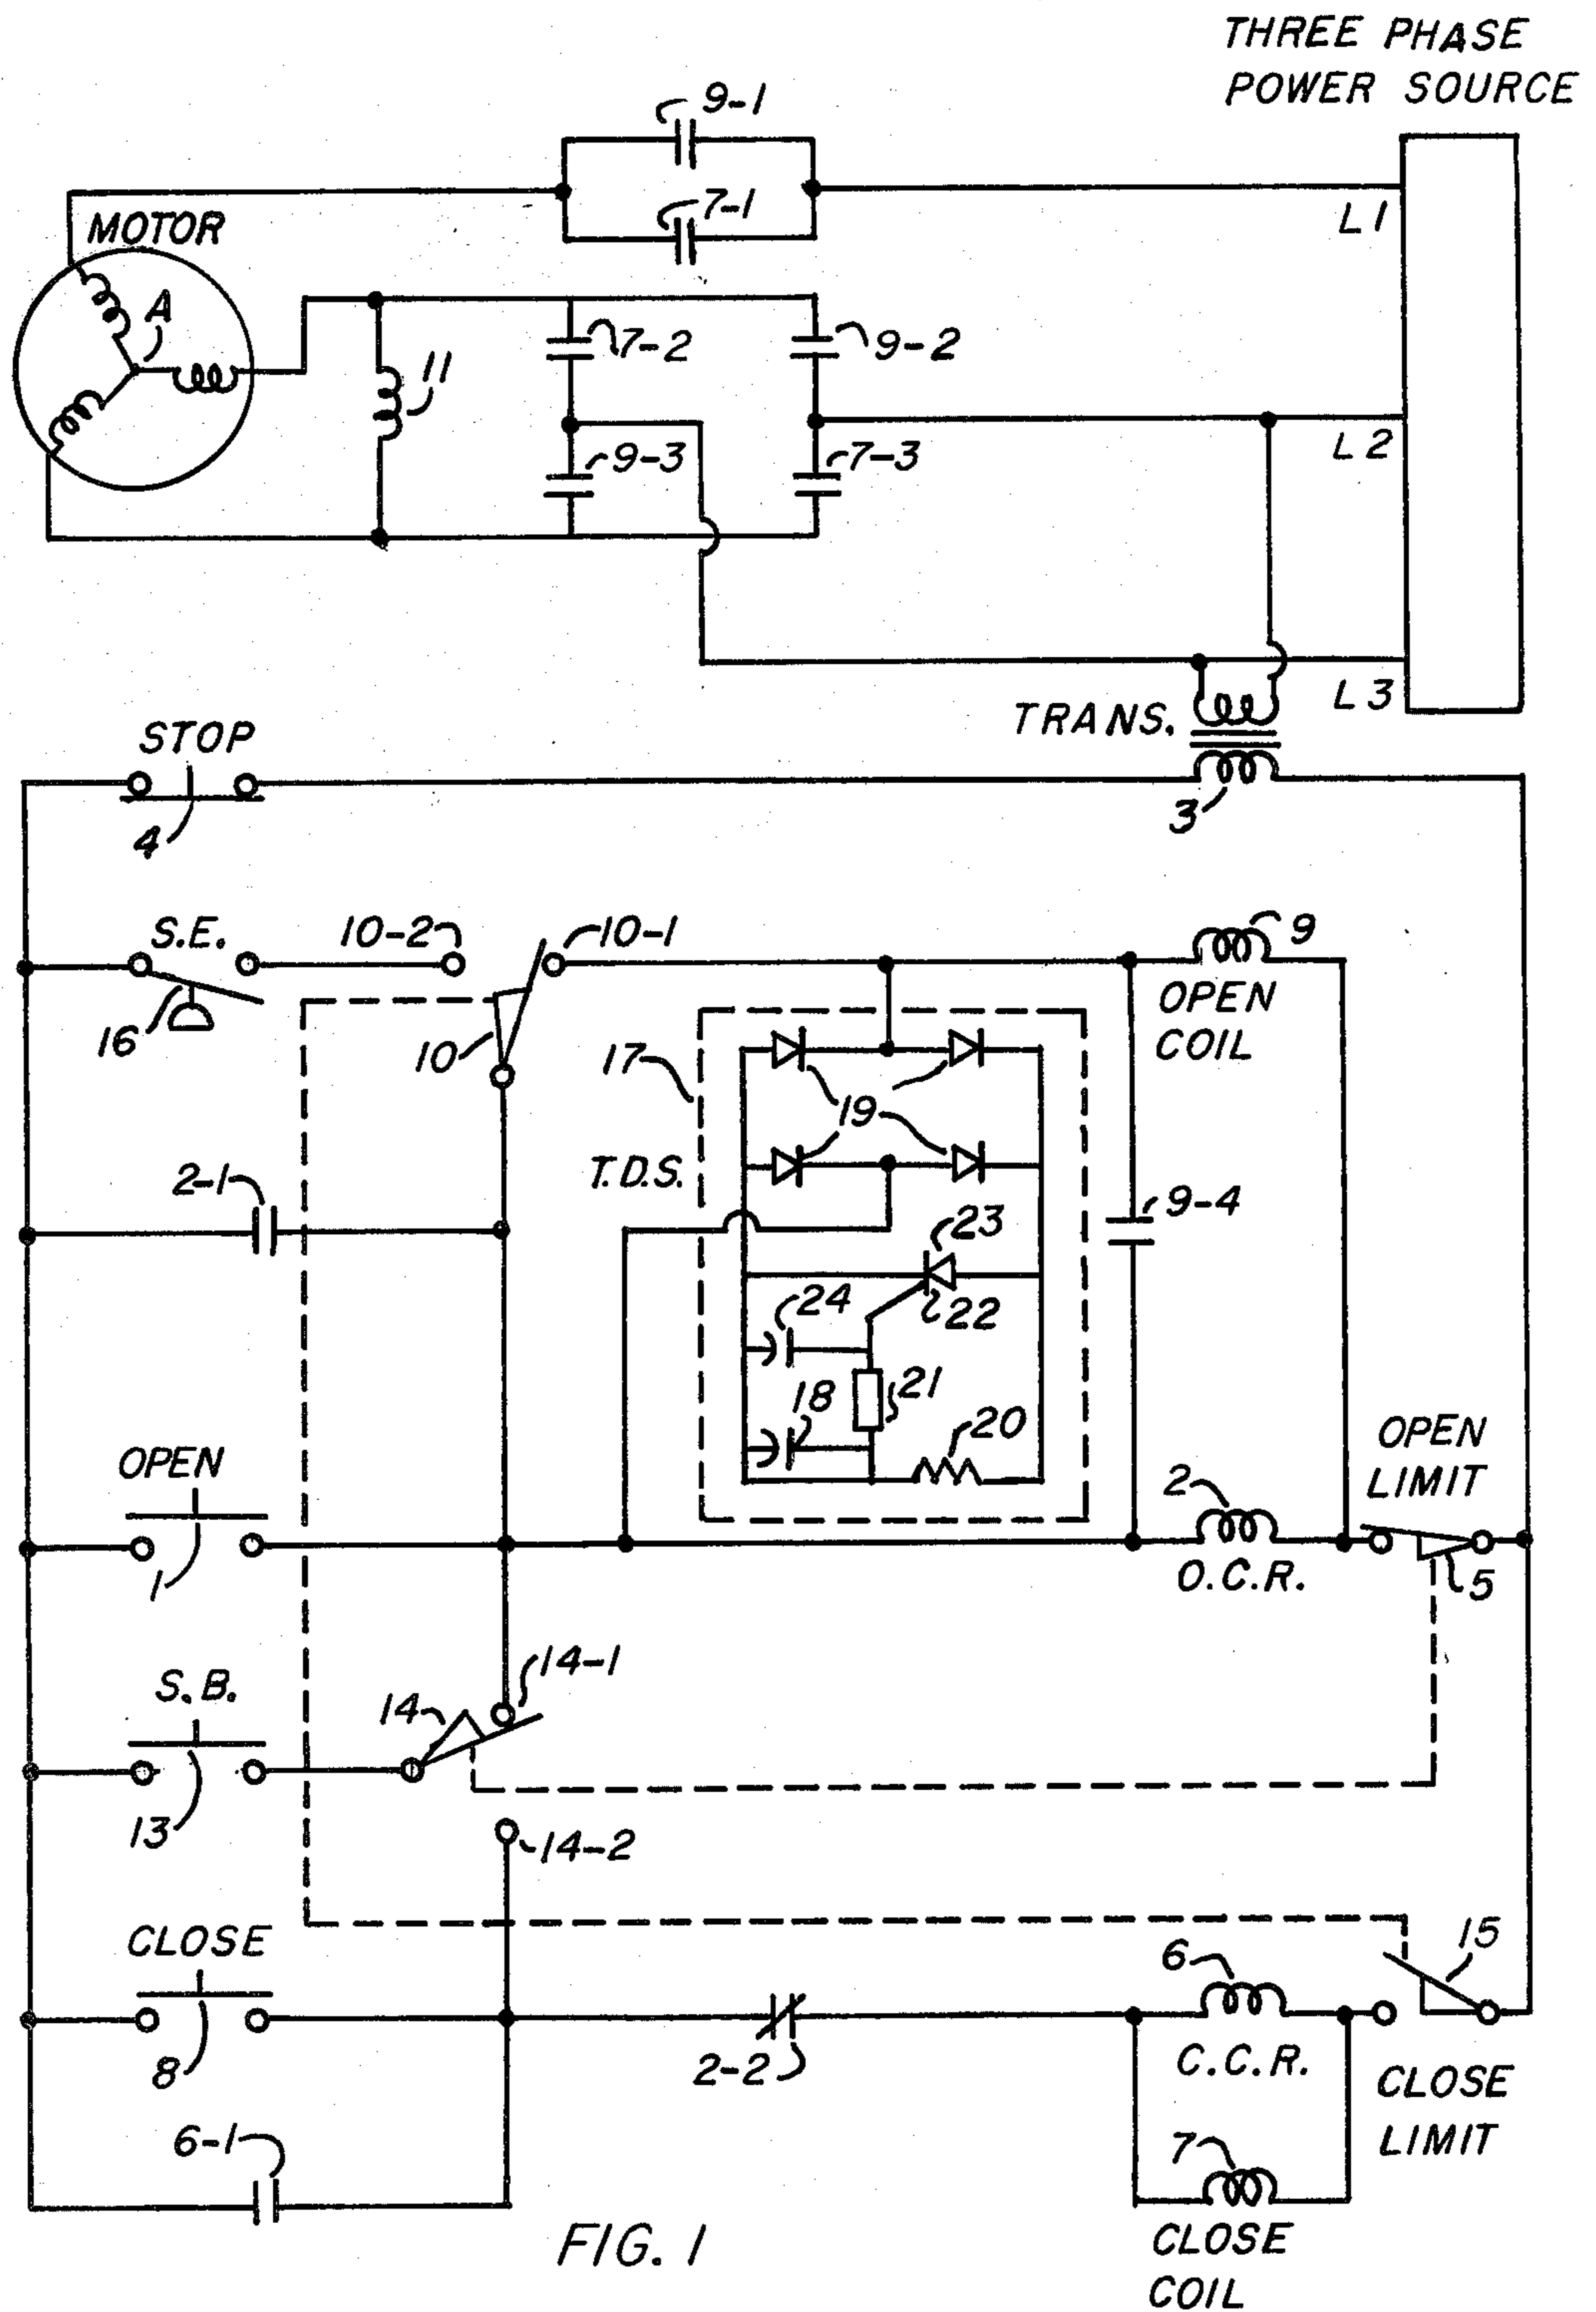 THREE PHASE
POWER SOURCE
9-1
7-1
L1
MOTOR
A
11
7-2
9-2
9-3
7-3
L2
L3
TRANS.
STOP
4
3
S.E.
10-2
10-1
9
16
10
17
OPEN
COIL
19
T.D.S.
2-1
9-4
23
24
22
18
21
20
OPEN
1
2
OPEN
LIMIT
O.C.R.
5
S.B.
14
14-1
13
14-2
CLOSE
8
2-2
6
15
C.C.R.
CLOSE
LIMIT
6-1
7
CLOSE
COIL
FIG. 1